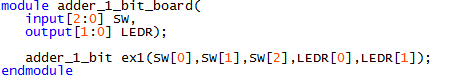 module adder_1_bit_board(
input[2:0] SW,
output[1:0] LEDR);
adder_1_bit ex1(SW[0],SW[1],SW[2],LEDR[0],LEDR[1]);
endmodule